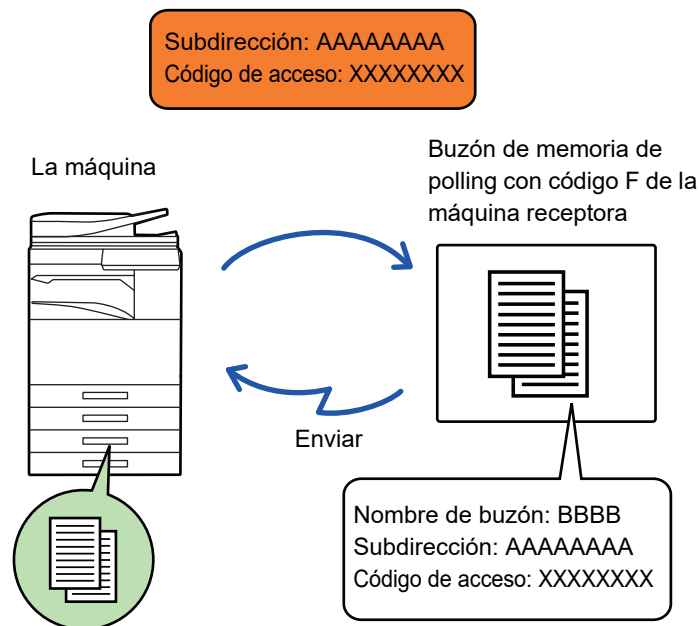 Subdirección: AAAAAAAA
Código de acceso: XXXXXXXX
La máquina
Buzón de memoria de
polling con código F de la
máquina receptora
Enviar
Nombre de buzón: BBBB
Subdirección: AAAAAAAA
Código de acceso: XXXXXXXX